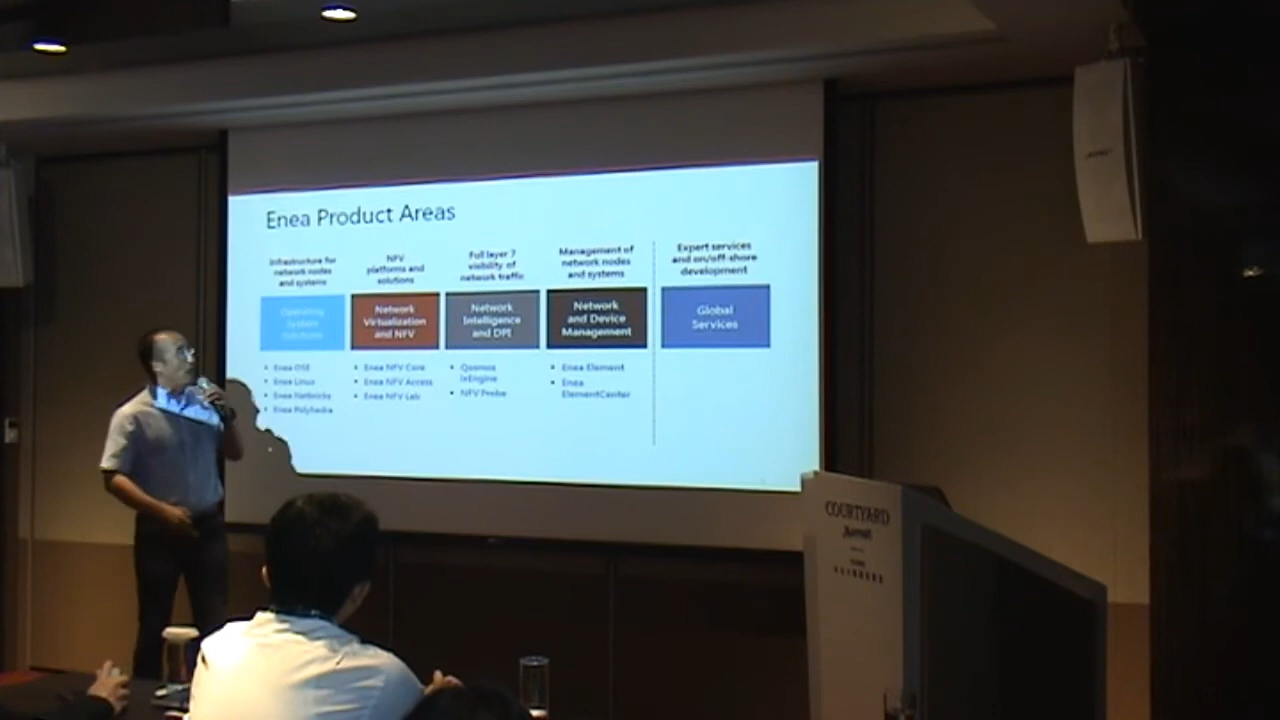 Enea Product Areas
Infrastructure for
network nodes
and systems
Operating
System
Solutions
Enea OSE
Enea Linux
Enea Netbricks
Enea Polyhedra
NFV
platforms and
solutions
Network
Virtualization
and NFV
Enea NFV Core
Enea NFV Access
Enea NFV Lab
Full layer 7
visibility of
network traffic
Network
Intelligence
and DPI
Qosmos
ixEngine
NFV Probe
Management of
network nodes
and systems
Network
and Device
Management
Enea Element
Enea
ElementCenter
Expert services
and on/off-shore
development
Global
Services
COURTYARD
Marriott